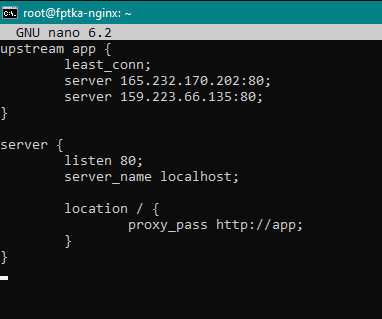 root@fptka-nginx: ~
GNU nano 6.2
upstream app {
least_conn;
server 165.232.170.202:80;
server 159.223.66.135:80;
}
server {
listen 80;
server_name localhost;
location / {
proxy_pass http://app;
}
}